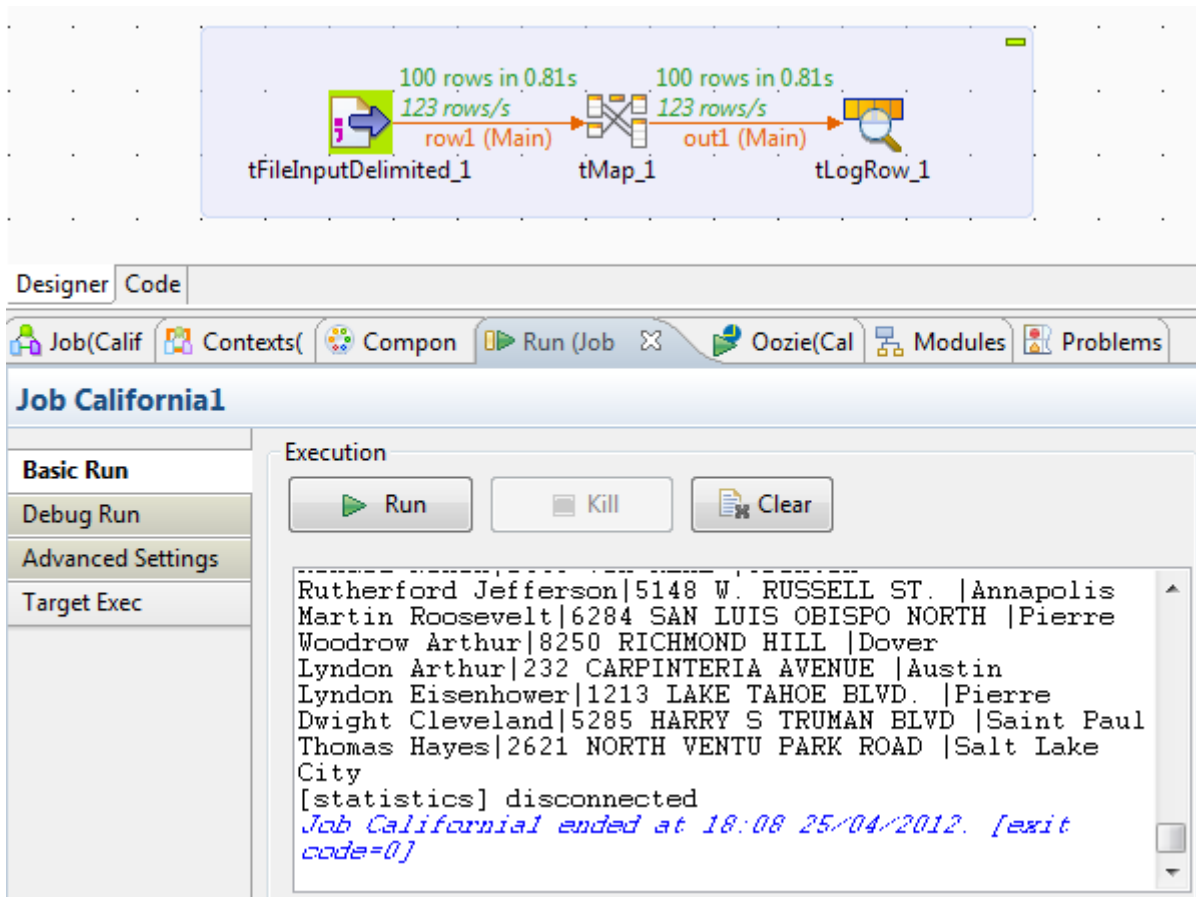 100 rows in 0.81s 100 rows in 0.81s
123 rows/s 123 rows/s
row1 (Main) out1 (Main)
tFileInputDelimited_1 tMap_1 tLogRow_1
Designer Code
Job(Calif Contexts( Compon Run (Job Oozie(Cal Modules Problems
Job California1
Basic Run
Debug Run
Advanced Settings
Target Exec
Execution
Run Kill Clear
Rutherford Jefferson|5148 W. RUSSELL ST. |Annapolis
Martin Roosevelt|6284 SAN LUIS OBISPO NORTH |Pierre
Woodrow Arthur|8250 RICHMOND HILL |Dover
Lyndon Arthur|232 CARPINTERIA AVENUE |Austin
Lyndon Eisenhower|1213 LAKE TAHOE BLVD. |Pierre
Dwight Cleveland|5285 HARRY S TRUMAN BLVD |Saint Paul
Thomas Hayes|2621 NORTH VENTU PARK ROAD |Salt Lake
City
[statistics] disconnected
Job California1 ended at 18:08 25/04/2012. [exit
code=0]